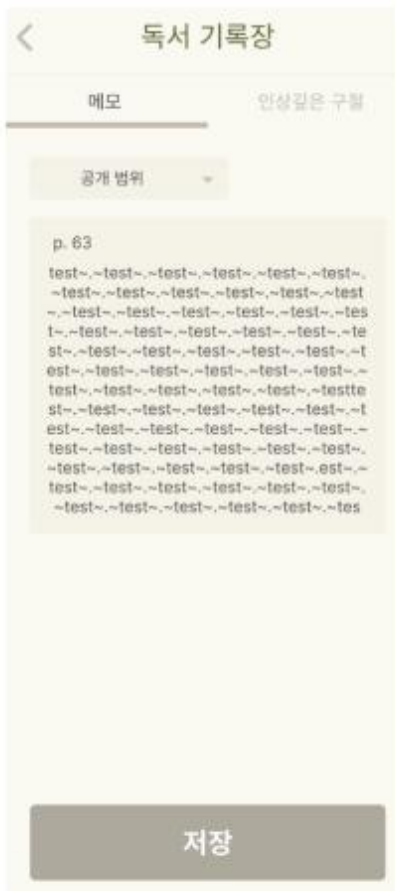 독서 기록장
메모
인상깊은 구절
공개 범위
p. 63
test~.~test~.~test~.~test~.~test~.~test~.
~test~.~test~.~test~.~test~.~test~.~test
~.~test~.~test~.~test~.~test~.~test~.~tes
t~.~test~.~test~.~test~.~test~.~test~.~te
st~.~test~.~test~.~test~.~test~.~test~.~t
est~.~test~.~test~.~test~.~test~.~test~.~
test~.~test~.~test~.~test~.~test~.~testte
st~.~test~.~test~.~test~.~test~.~test~.~t
est~.~test~.~test~.~test~.~test~.~test~.~
test~.~test~.~test~.~test~.~test~.~test~.
~test~.~test~.~test~.~test~.~test~.est~.~
test~.~test~.~test~.~test~.~test~.~test~.
~test~.~test~.~test~.~test~.~test~.~tes
저장